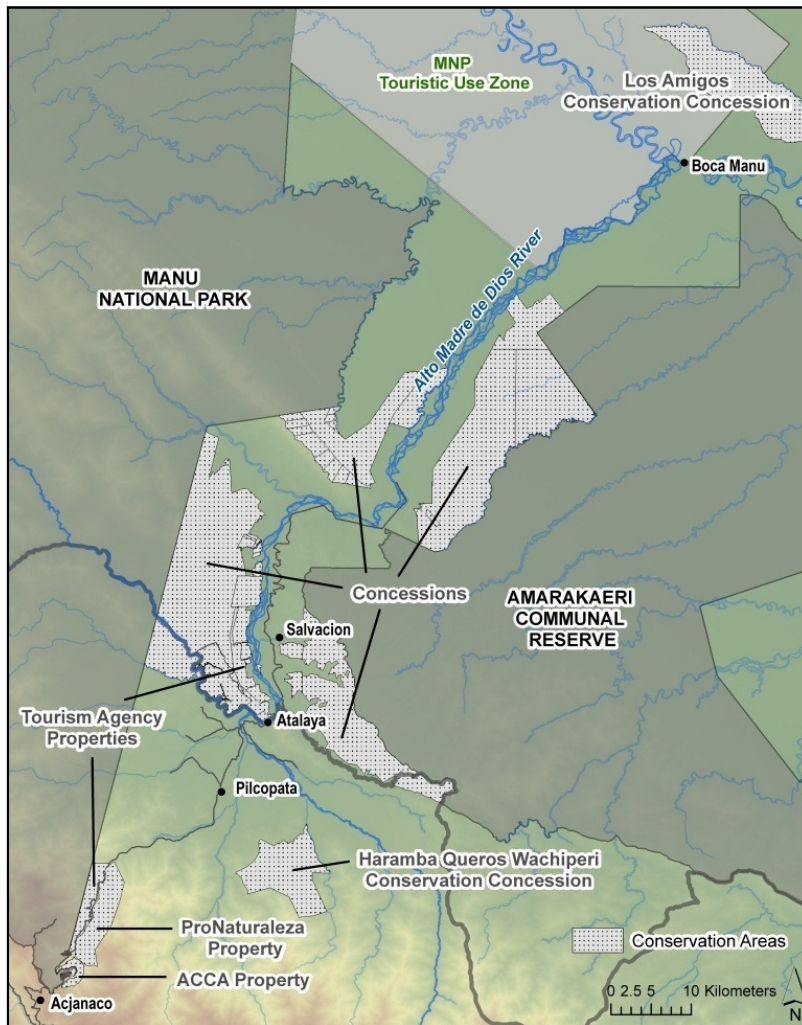 MNP
Touristic Use Zone
Los Amigos
Conservation Concession
Boca Manu
MANU
NATIONAL PARK
Alto Madre de Dios River
Concessions
AMARAKAERI
COMMUNAL
RESERVE
Salvacion
Tourism Agency
Properties
Atalaya
Pilcopata
Haramba Queros Wachiperi
Conservation Concession
ProNaturaleza
Property
Conservation Areas
ACCA Property
Acjanaco
0 2.5 5 10 Kilometers
N